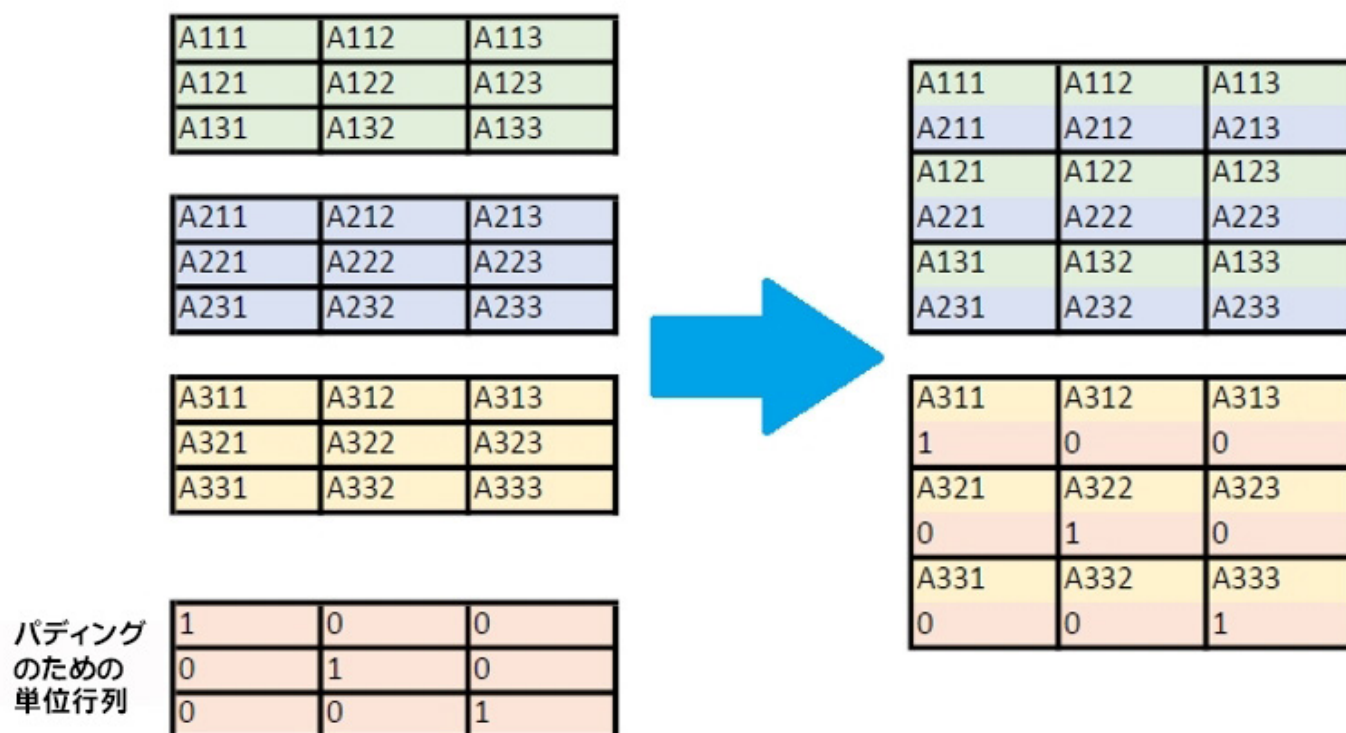 A111 A112 A113
A121 A122 A123
A131 A132 A133
A211 A212 A213
A221 A222 A223
A231 A232 A233
A311 A312 A313
A321 A322 A323
A331 A332 A333
パディング
のための
単位行列
1 0 0
0 1 0
0 0 1
A111 A112 A113
A211 A212 A213
A121 A122 A123
A221 A222 A223
A131 A132 A133
A231 A232 A233
A311 A312 A313
1 0 0
A321 A322 A323
0 1 0
A331 A332 A333
0 0 1